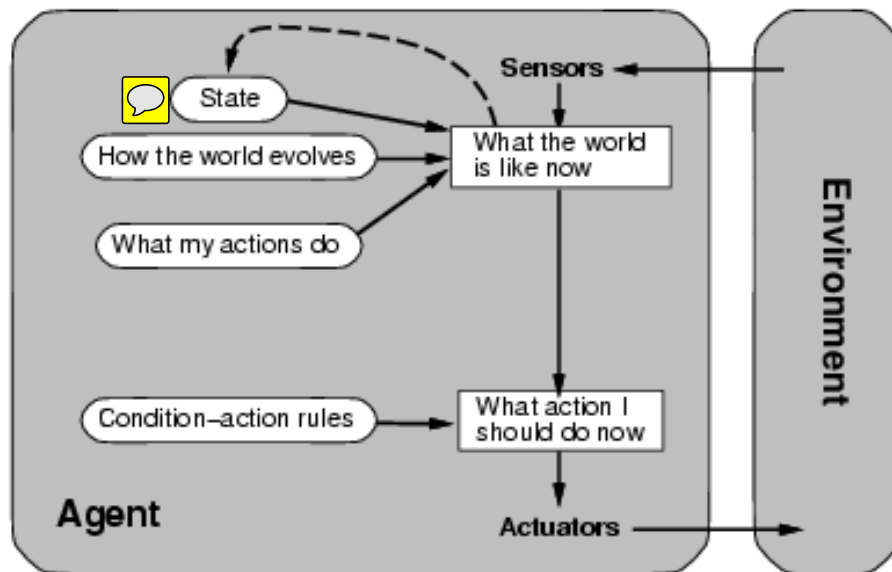 Sensors
State
What the world
is like now
How the world evolves
What my actions do
Environment
Condition–action rules
What action I
should do now
Agent
Actuators